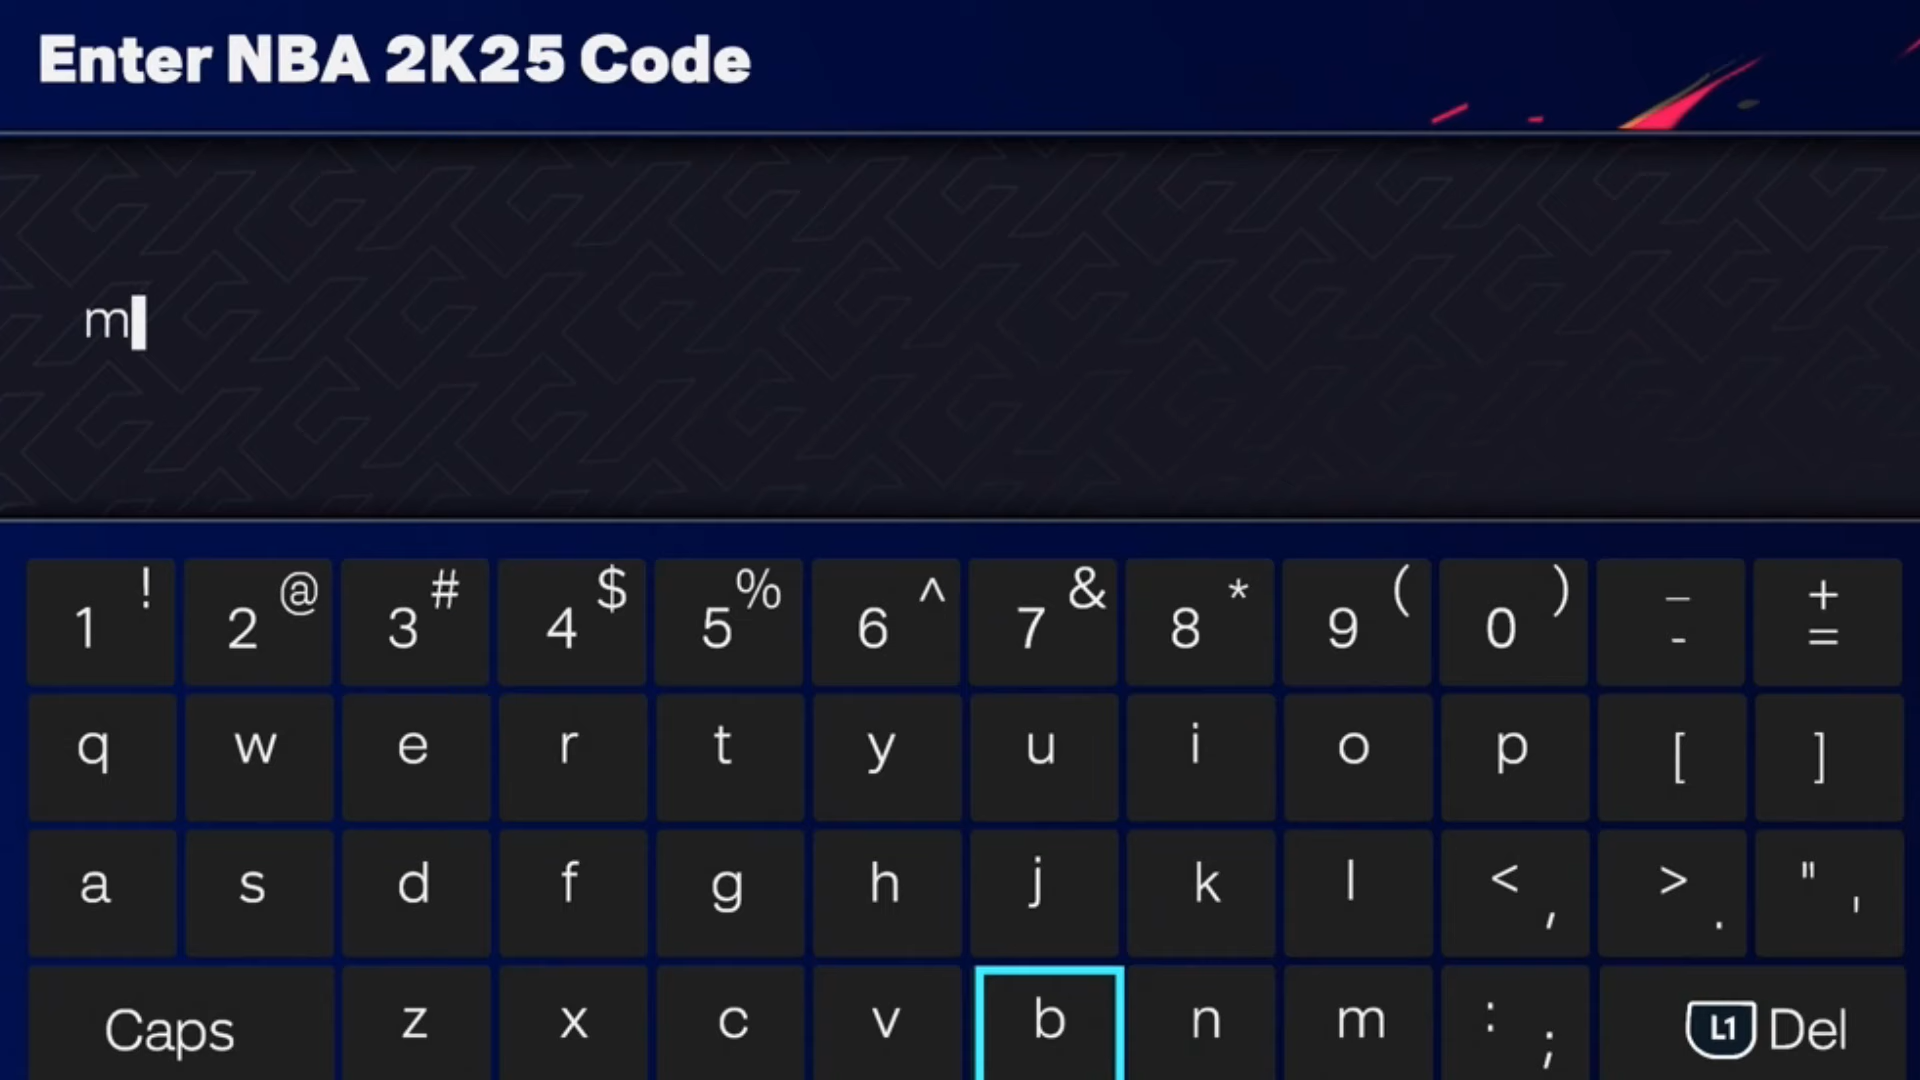 Enter NBA 2K25 Code
m
1 ! 2 @ 3 # 4 $ 5 % 6 ^ 7 & 8 * 9 ( 0 ) _ - + =
q w e r t y u i o p [ ]
a s d f g h j k l < , > . " '
Caps z x c v b n m : ; L1 Del